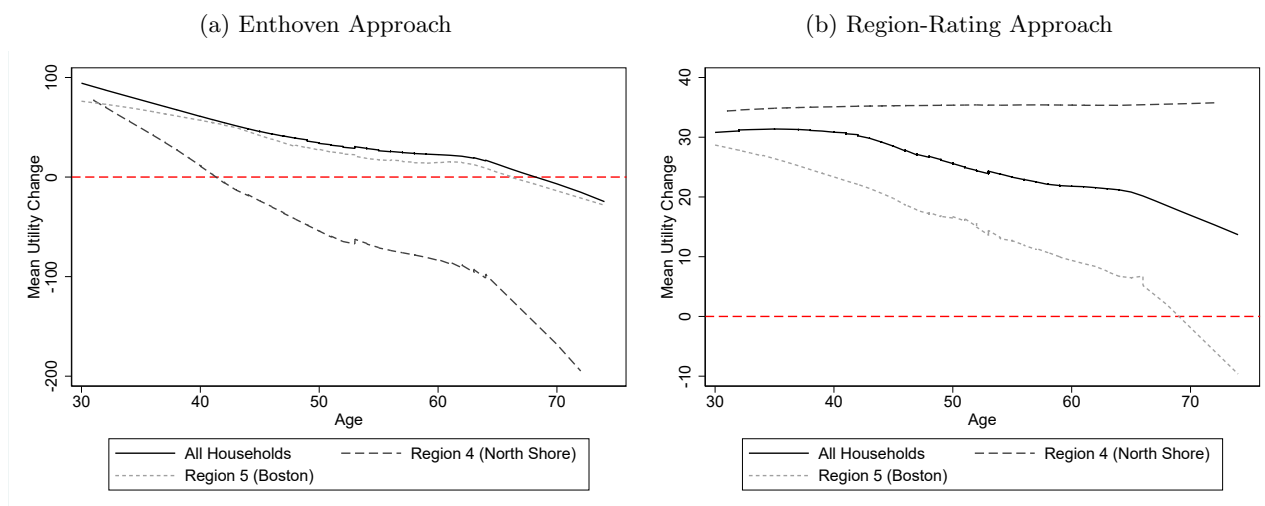 (a) Enthoven Approach
Mean Utility Change
100
0
-100
-200
30 40 50 60 70
Age
All Households
Region 4 (North Shore)
Region 5 (Boston)
(b) Region-Rating Approach
Mean Utility Change
40
30
20
10
0
-10
30 40 50 60 70
Age
All Households
Region 4 (North Shore)
Region 5 (Boston)